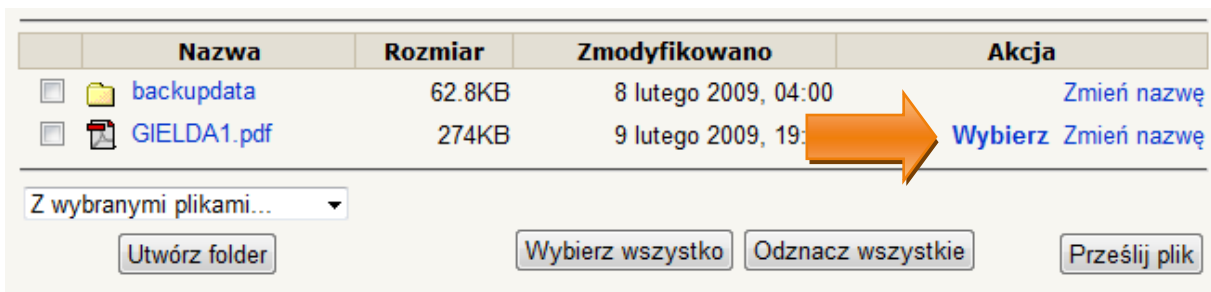 Nazwa Rozmiar Zmodyfikowano Akcja
backupdata 62.8KB 8 lutego 2009, 04:00 Zmień nazwę
GIELDA1.pdf 274KB 9 lutego 2009, 19: Wybierz Zmień nazwę
Z wybranymi plikami...
Utwórz folder Wybierz wszystko Odznacz wszystkie Prześlij plik